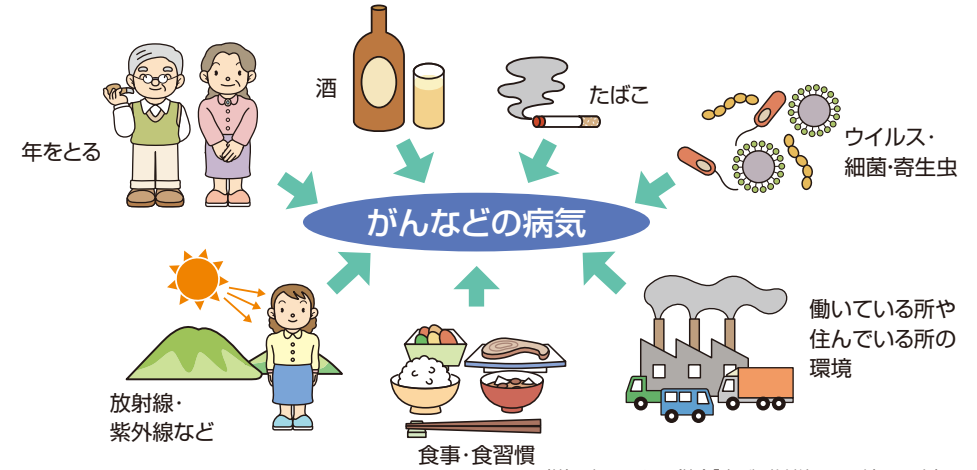 酒
たばこ
年をとる
ウイルス・
細菌・寄生虫
がんなどの病気
放射線・
紫外線など
食事・食習慣
働いている所や
住んでいる所の
環境